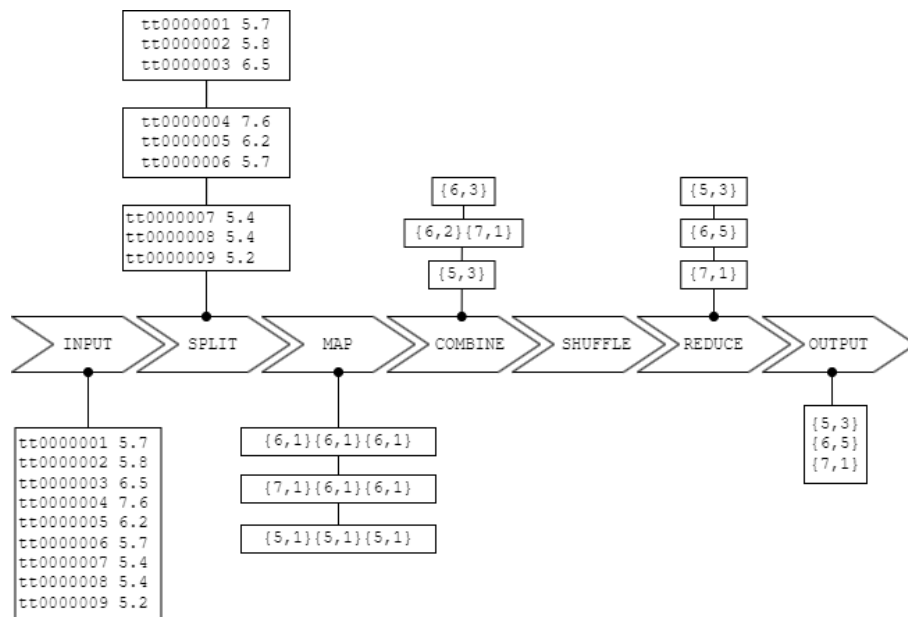 tt0000001 5.7
tt0000002 5.8
tt0000003 6.5
tt0000004 7.6
tt0000005 6.2
tt0000006 5.7
tt0000007 5.4
tt0000008 5.4
tt0000009 5.2
{6,3}
{6,2}{7,1}
{5,3}
{5,3}
{6,5}
{7,1}
INPUT
SPLIT
MAP
COMBINE
SHUFFLE
REDUCE
OUTPUT
tt0000001 5.7
tt0000002 5.8
tt0000003 6.5
tt0000004 7.6
tt0000005 6.2
tt0000006 5.7
tt0000007 5.4
tt0000008 5.4
tt0000009 5.2
{6,1}{6,1}{6,1}
{7,1}{6,1}{6,1}
{5,1}{5,1}{5,1}
{5,3}
{6,5}
{7,1}